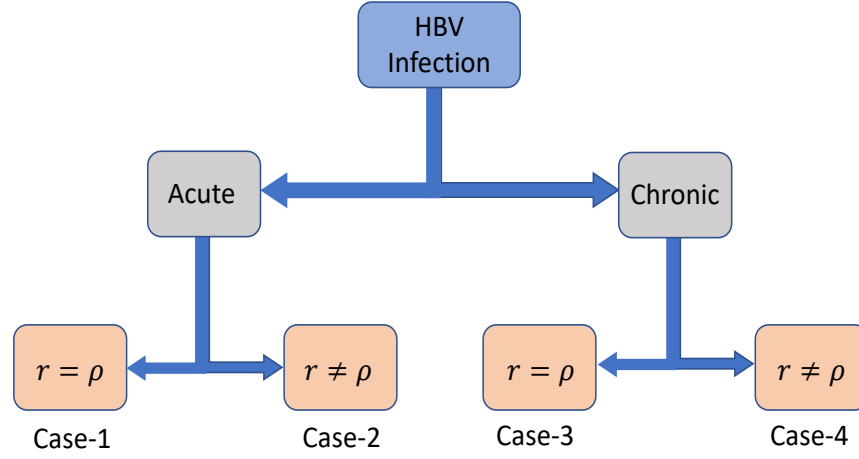 HBV
Infection
Acute
Chronic
r = ρ
r ≠ ρ
r = ρ
r ≠ ρ
Case-1
Case-2
Case-3
Case-4